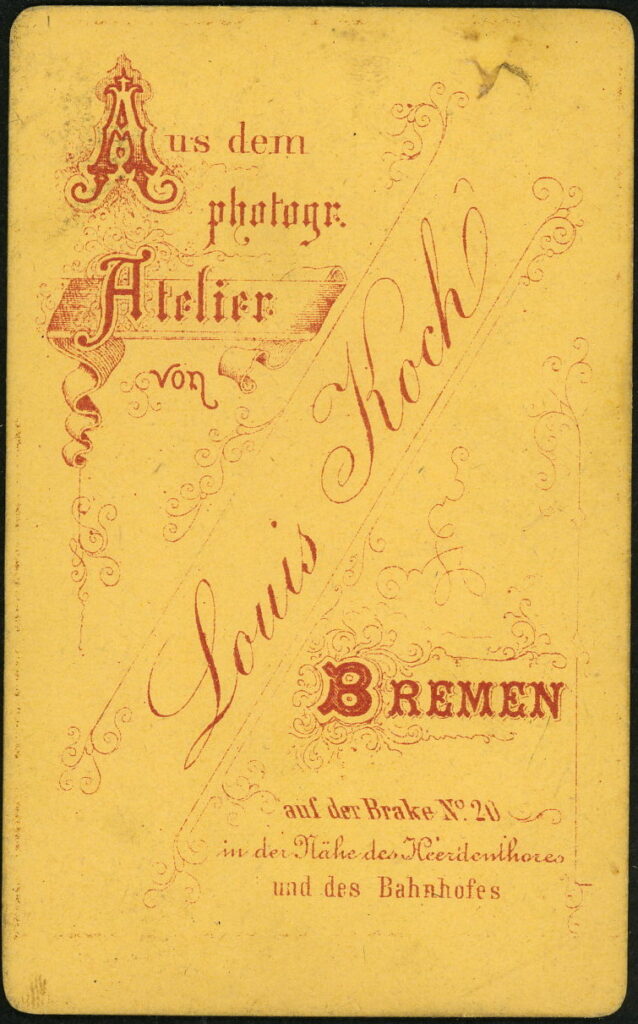 Aus dem
photogr.
Atelier
von
Louis Koch
BREMEN
auf der Brake No. 20
in der Nähe des Heerdenthores
und des Bahnhofes